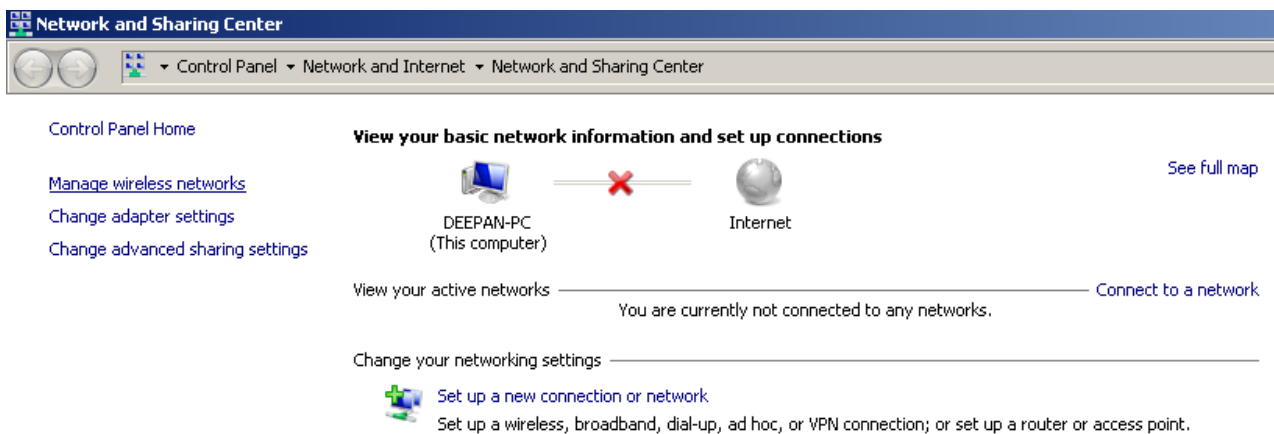 Network and Sharing Center
Control Panel Network and Internet Network and Sharing Center
Control Panel Home
Manage wireless networks
Change adapter settings
Change advanced sharing settings
View your basic network information and set up connections
See full map
DEEPAN-PC
(This computer)
Internet
View your active networks
Connect to a network
You are currently not connected to any networks.
Change your networking settings
Set up a new connection or network
Set up a wireless, broadband, dial-up, ad hoc, or VPN connection; or set up a router or access point.